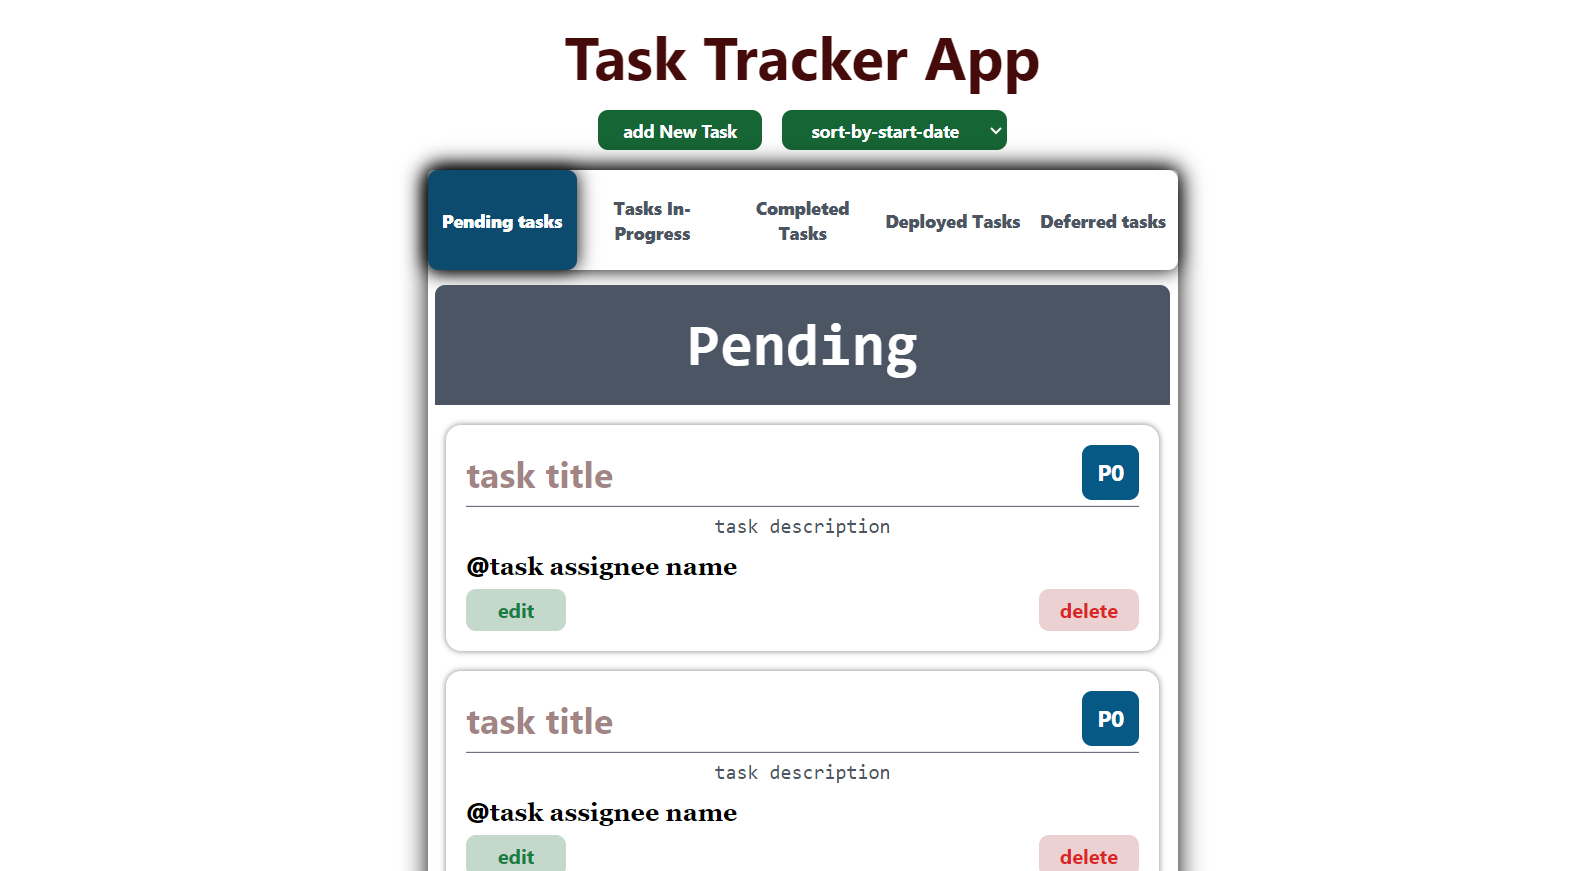 Task Tracker App
add New Task
sort-by-start-date
Pending tasks
Tasks In-
Progress
Completed
Tasks
Deployed Tasks
Deferred tasks
Pending
task title
P0
task description
@task assignee name
edit
delete
task title
P0
task description
@task assignee name
edit
delete